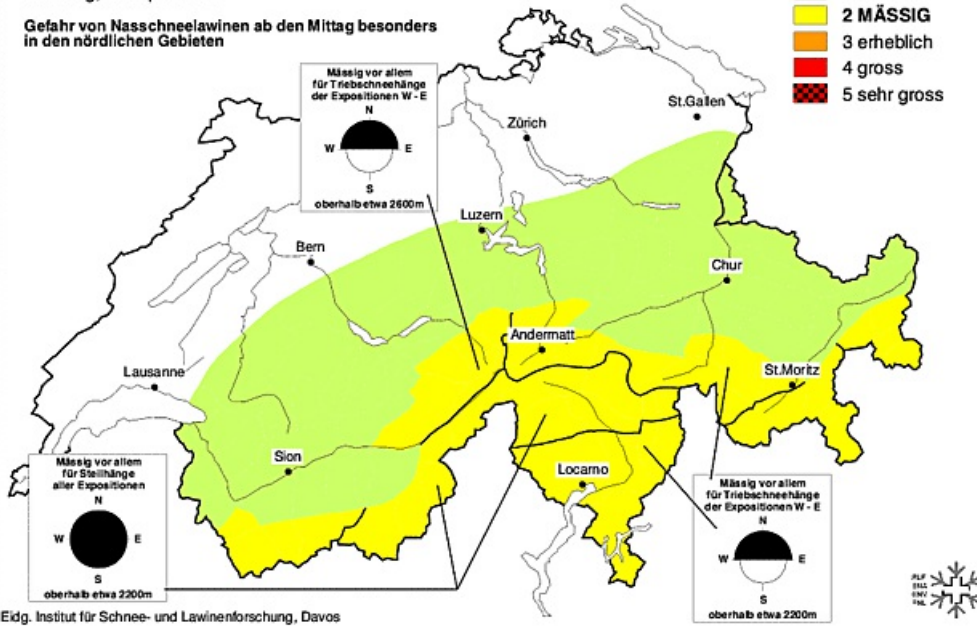 Gefahr von Nasschneelawinen ab den Mittag besonders
in den nördlichen Gebieten
2 MÄSSIG
3 erheblich
4 gross
5 sehr gross
Mässig vor allem
für Triebschneehänge
der Expositionen W - E
N
W E
S
oberhalb etwa 2600m
St.Gallen
Zürich
Luzern
Bern
Chur
Andermatt
Lausanne
St.Moritz
Sion
Locarno
Mässig vor allem
für Steilhänge
aller Expositionen
N
W E
S
oberhalb etwa 2200m
Mässig vor allem
für Triebschneehänge
der Expositionen W - E
N
W E
S
oberhalb etwa 2200m
Eidg. Institut für Schnee- und Lawinenforschung, Davos